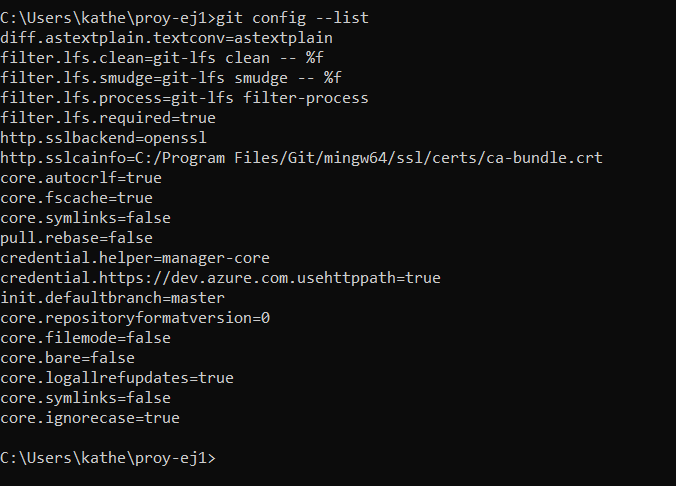 C:\Users\kathe\proy-ej1>git config --list
diff.astextplain.textconv=astextplain
filter.lfs.clean=git-lfs clean -- %f
filter.lfs.smudge=git-lfs smudge -- %f
filter.lfs.process=git-lfs filter-process
filter.lfs.required=true
http.sslbackend=openssl
http.sslcainfo=C:/Program Files/Git/mingw64/ssl/certs/ca-bundle.crt
core.autocrlf=true
core.fscache=true
core.symlinks=false
pull.rebase=false
credential.helper=manager-core
credential.https://dev.azure.com.usehttppath=true
init.defaultbranch=master
core.repositoryformatversion=0
core.filemode=false
core.bare=false
core.logallrefupdates=true
core.symlinks=false
core.ignorecase=true
C:\Users\kathe\proy-ej1>